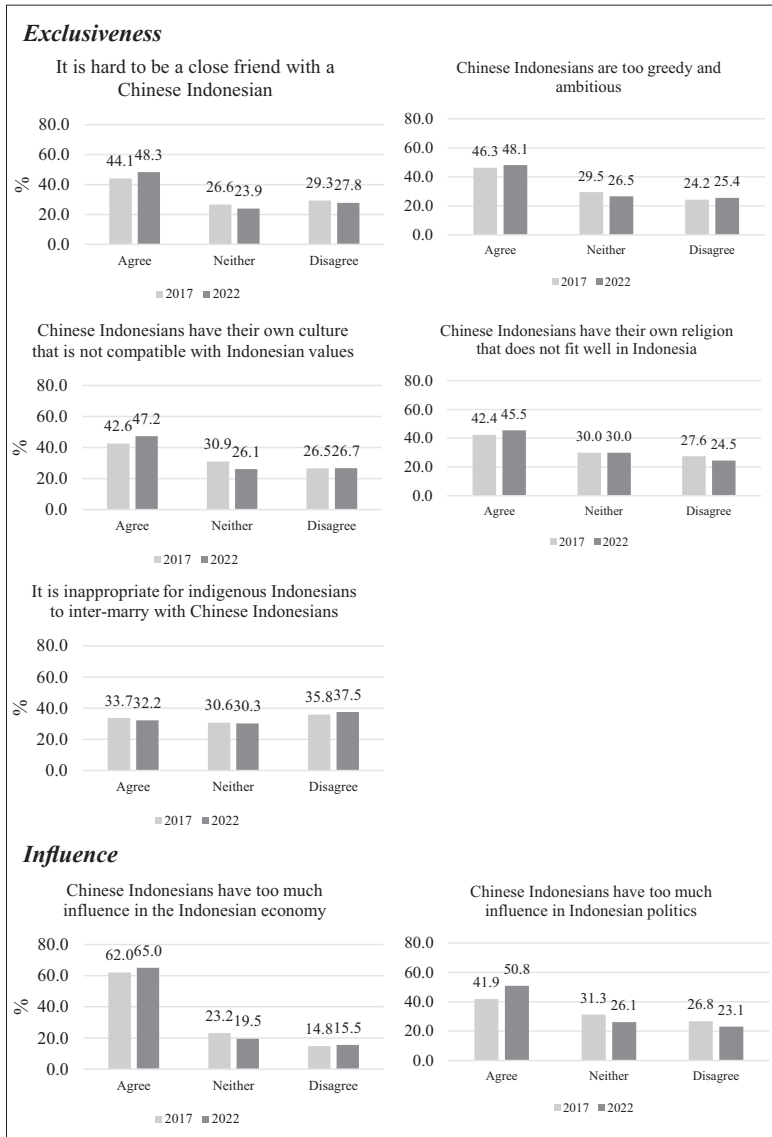 Exclusiveness
It is hard to be a close friend with a
Chinese Indonesian
80.0
60.0
40.0
20.0
0.0
%
44.1 48.3
26.6 23.9
29.3 27.8
Agree Neither Disagree
2017 2022
Chinese Indonesians are too greedy and
ambitious
80.0
60.0
40.0
20.0
0.0
46.3 48.1
29.5 26.5
24.2 25.4
Agree Neither Disagree
2017 2022
Chinese Indonesians have their own culture
that is not compatible with Indonesian values
80.0
60.0
40.0
20.0
0.0
%
42.6 47.2
30.9 26.1
26.5 26.7
Agree Neither Disagree
2017 2022
Chinese Indonesians have their own religion
that does not fit well in Indonesia
80.0
60.0
40.0
20.0
0.0
42.4 45.5
30.0 30.0
27.6 24.5
Agree Neither Disagree
2017 2022
It is inappropriate for indigenous Indonesians
to inter-marry with Chinese Indonesians
80.0
60.0
40.0
20.0
0.0
%
33.7 32.2
30.6 30.3
35.8 37.5
Agree Neither Disagree
2017 2022
Influence
Chinese Indonesians have too much
influence in the Indonesian economy
80.0
60.0
40.0
20.0
0.0
%
62.0 65.0
23.2 19.5
14.8 15.5
Agree Neither Disagree
2017 2022
Chinese Indonesians have too much
influence in Indonesian politics
80.0
60.0
40.0
20.0
0.0
41.9 50.8
31.3 26.1
26.8 23.1
Agree Neither Disagree
2017 2022